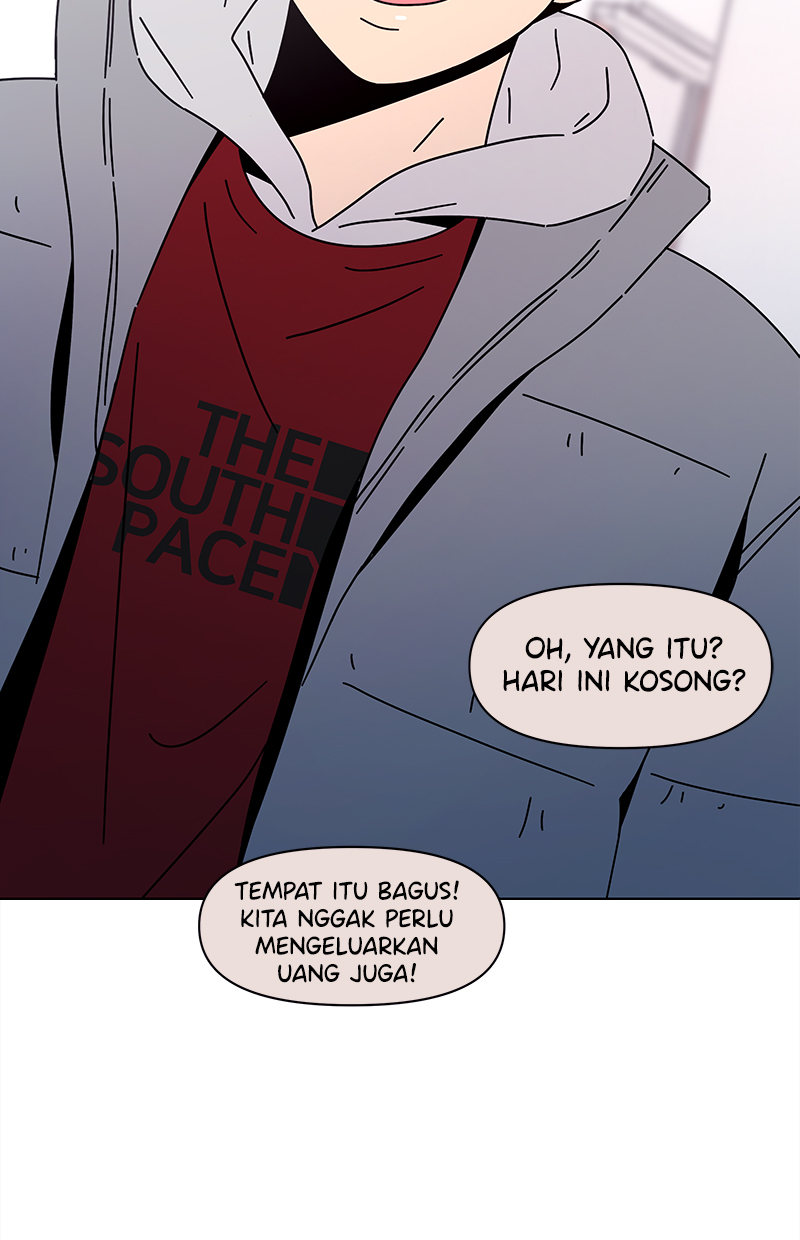 THE
SOUTH
PACE
OH, YANG ITU?
HARI INI KOSONG?
TEMPAT ITU BAGUS!
KITA NGGAK PERLU
MENGELUARKAN
UANG JUGA!